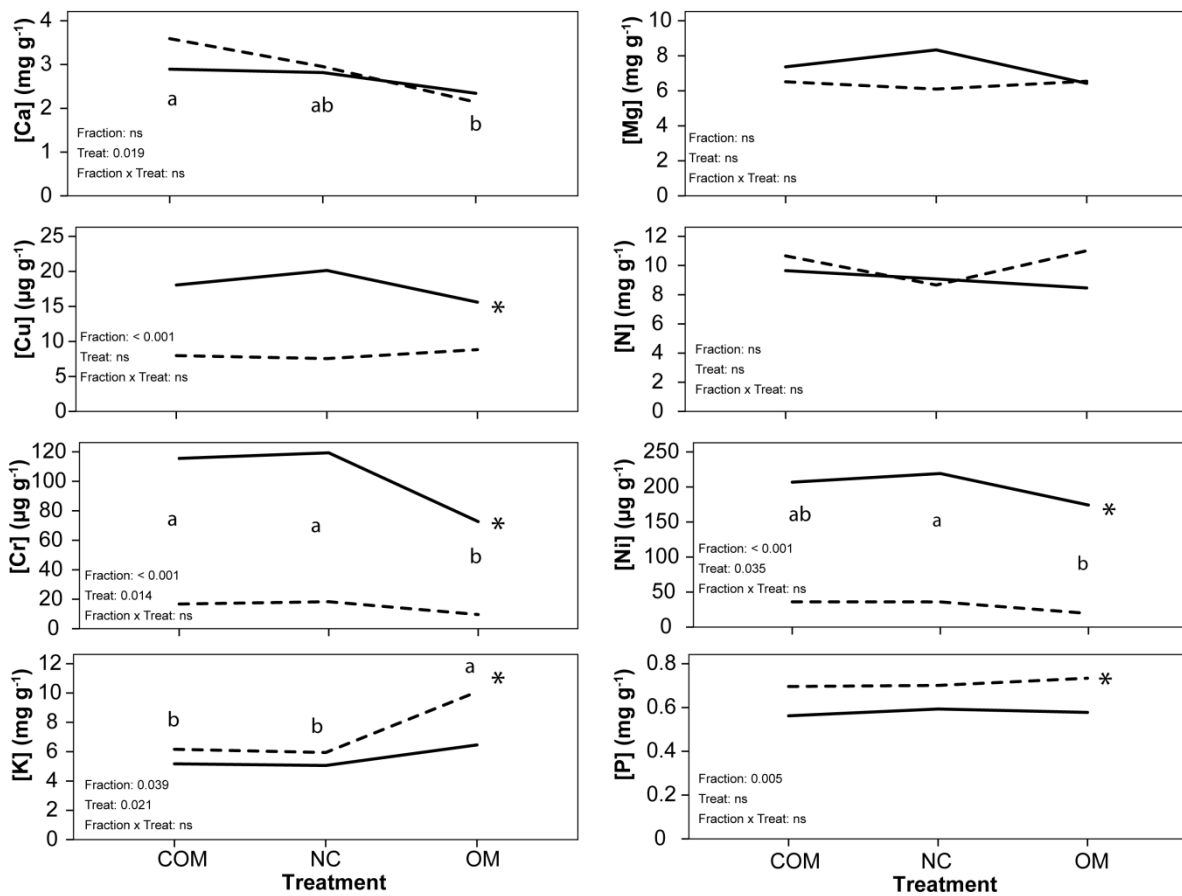 [Ca] (mg g⁻¹)
4
3
2
1
0
a
ab
b
Fraction: ns
Treat: 0.019
Fraction x Treat: ns
[Mg] (mg g⁻¹)
10
8
6
4
2
0
Fraction: ns
Treat: ns
Fraction x Treat: ns
[Cu] (µg g⁻¹)
25
20
15
10
5
0
*
Fraction: < 0.001
Treat: ns
Fraction x Treat: ns
[N] (mg g⁻¹)
12
10
8
6
4
2
0
Fraction: ns
Treat: ns
Fraction x Treat: ns
[Cr] (µg g⁻¹)
120
100
80
60
40
20
0
a
a
b
*
Fraction: < 0.001
Treat: 0.014
Fraction x Treat: ns
[Ni] (µg g⁻¹)
250
200
150
100
50
0
ab
a
b
*
Fraction: < 0.001
Treat: 0.035
Fraction x Treat: ns
[K] (mg g⁻¹)
12
10
8
6
4
2
0
b
b
a
*
Fraction: 0.039
Treat: 0.021
Fraction x Treat: ns
COM NC OM
Treatment
[P] (mg g⁻¹)
0.8
0.6
0.4
0.2
0
*
Fraction: 0.005
Treat: ns
Fraction x Treat: ns
COM NC OM
Treatment